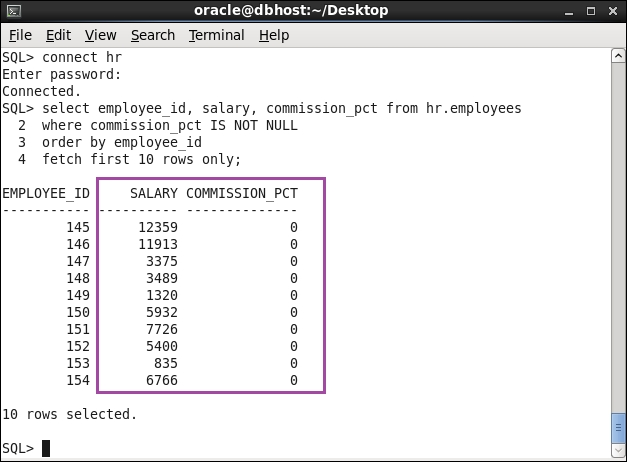 oracle@dbhost:~/Desktop
File Edit View Search Terminal Help
SQL> connect hr
Enter password:
Connected.
SQL> select employee_id, salary, commission_pct from hr.employees
  2  where commission_pct IS NOT NULL
  3  order by employee_id
  4  fetch first 10 rows only;

EMPLOYEE_ID     SALARY COMMISSION_PCT
----------- ---------- --------------
        145      12359              0
        146      11913              0
        147       3375              0
        148       3489              0
        149       1320              0
        150       5932              0
        151       7726              0
        152       5400              0
        153        835              0
        154       6766              0

10 rows selected.

SQL>